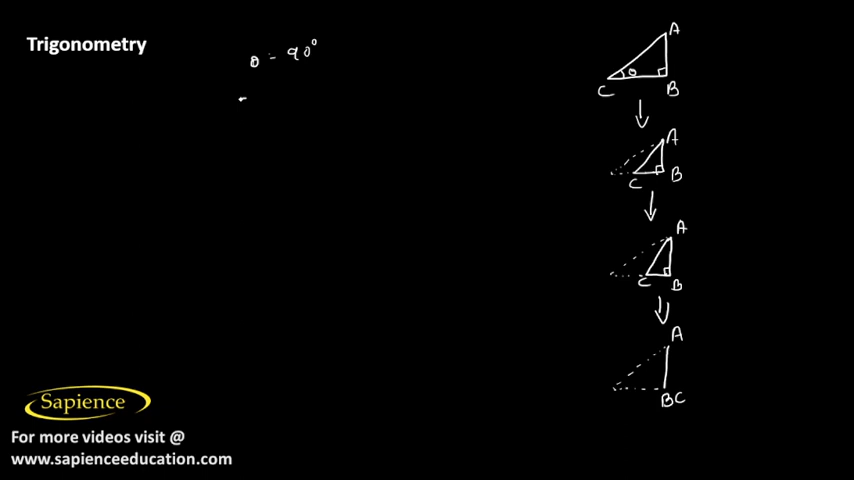 Trigonometry
θ = 90°
A
θ
C
B
A
C
B
A
C
B
A
BC
Sapience
For more videos visit @
www.sapienceeducation.com